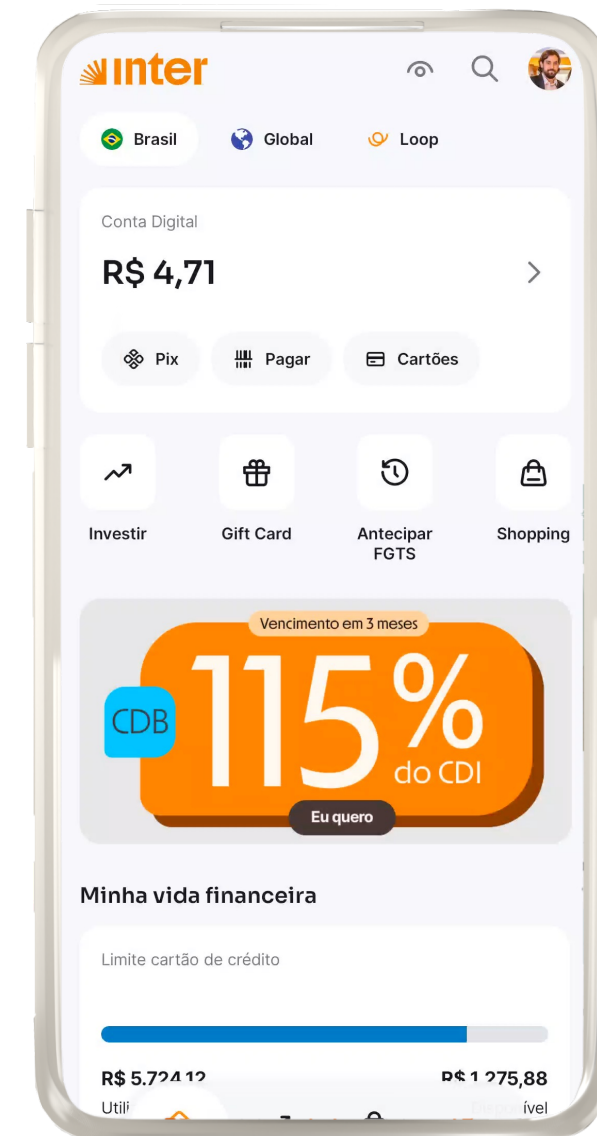 inter
Brasil Global Loop
Conta Digital
R$ 4,71
Pix Pagar Cartões
Investir Gift Card Antecipar FGTS Shopping
Vencimento em 3 meses
CDB
115%
do CDI
Eu quero
Minha vida financeira
Limite cartão de crédito
R$ 5.724,12 R$ 1.275,88